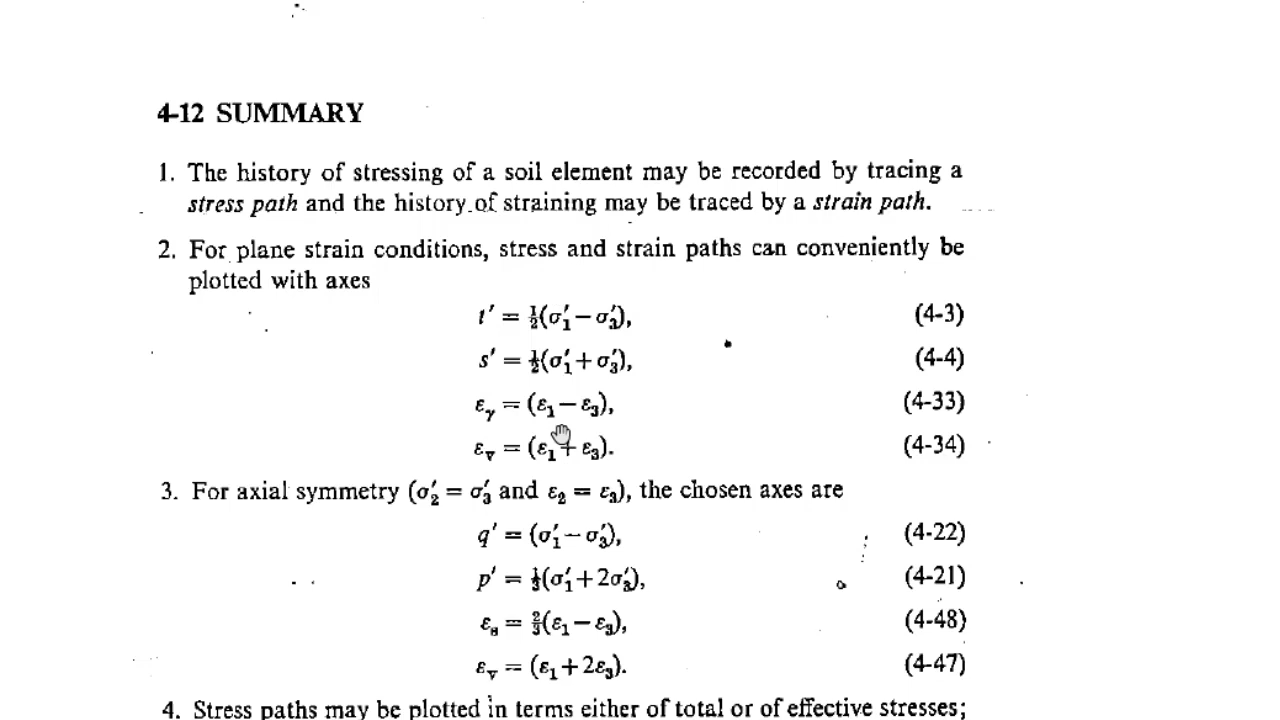 4-12 SUMMARY
1. The history of stressing of a soil element may be recorded by tracing a
stress path and the history of straining may be traced by a strain path.
2. For plane strain conditions, stress and strain paths can conveniently be
plotted with axes
t′ = ½(σ′₁ − σ′₃), (4-3)
s′ = ½(σ′₁ + σ′₃), (4-4)
εᵧ = (ε₁ − ε₃), (4-33)
εᵥ = (ε₁ + ε₃). (4-34)
3. For axial symmetry (σ′₂ = σ′₃ and ε₂ = ε₃), the chosen axes are
q′ = (σ′₁ − σ′₃), (4-22)
p′ = ⅓(σ′₁ + 2σ′₃), (4-21)
εₛ = ⅔(ε₁ − ε₃), (4-48)
εᵥ = (ε₁ + 2ε₃). (4-47)
4. Stress paths may be plotted in terms either of total or of effective stresses;